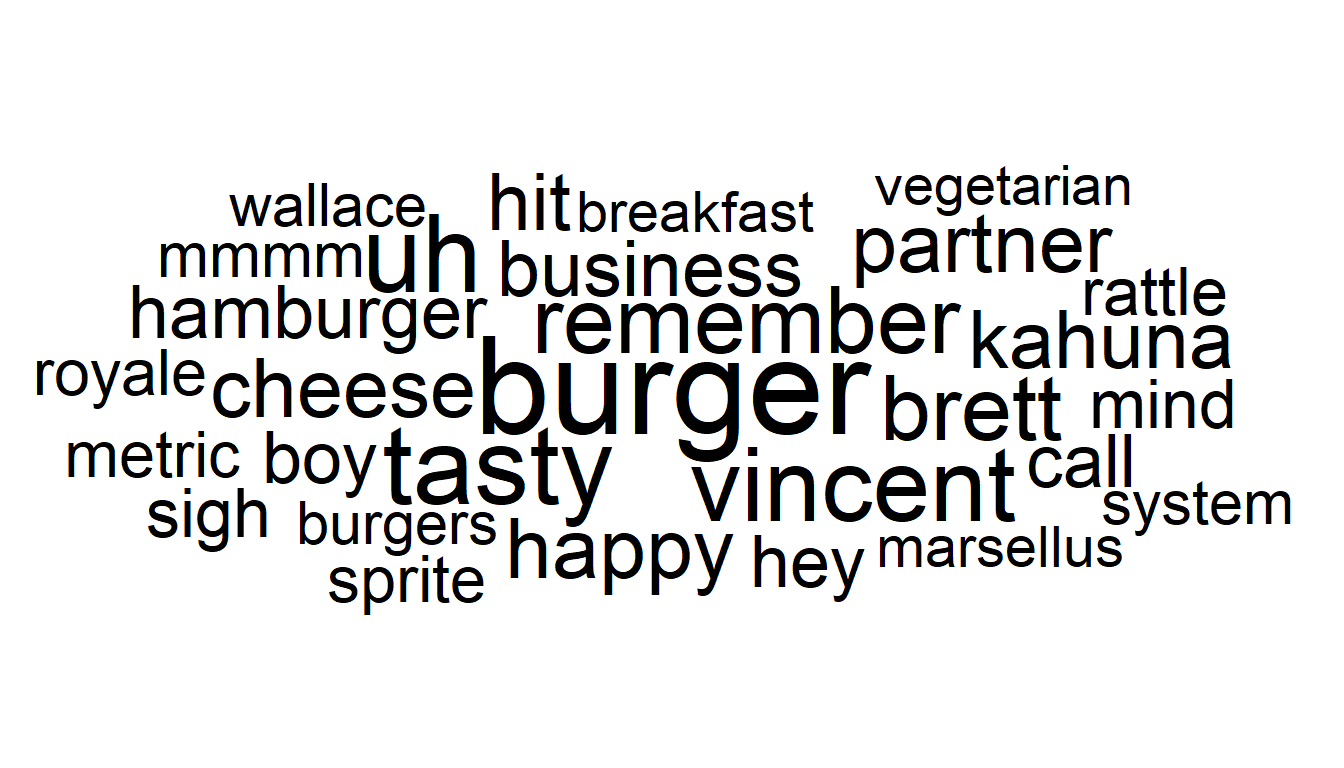 wallace
hit
breakfast
vegetarian
mmmm
uh
business
partner
hamburger
remember
rattle
kahuna
royale
cheese
burger
brett
mind
metric
boy
tasty
vincent
call
sigh
burgers
happy
hey
marsellus
system
sprite